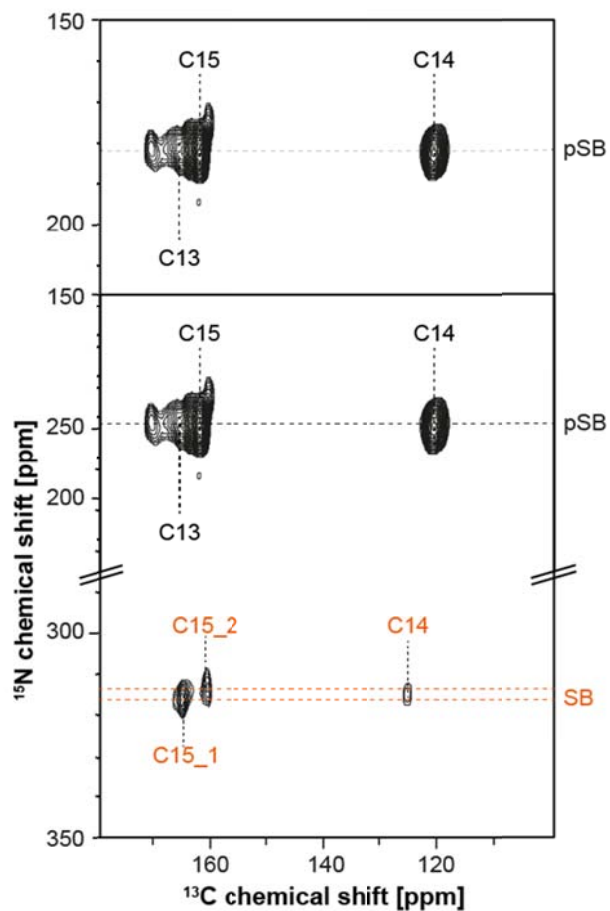 150
C15 C14
pSB
200
C13
150
C15 C14
250 pSB
200
C13
300
C15_2 C14
SB
C15_1
350
160 140 120
¹³C chemical shift [ppm]
¹⁵N chemical shift [ppm]